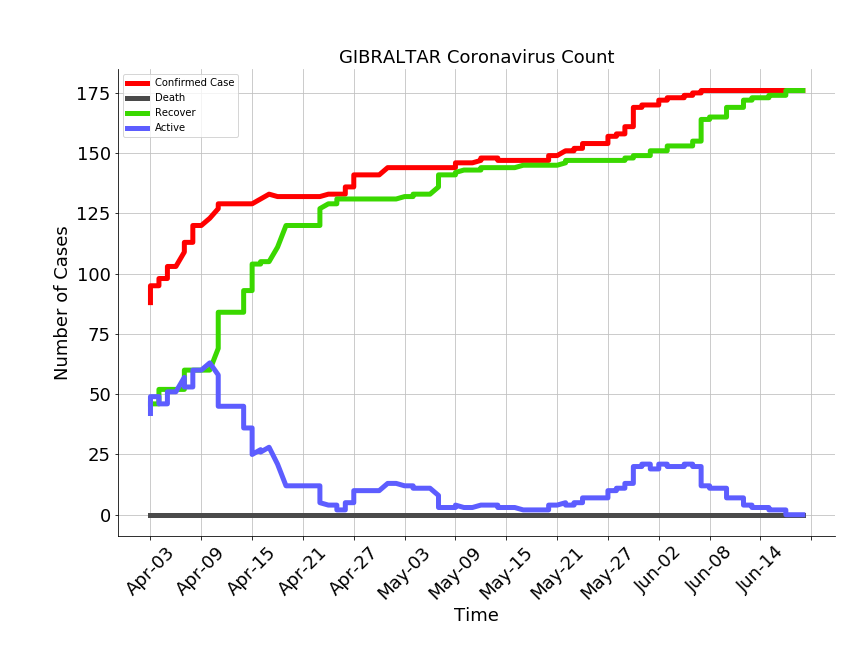 GIBRALTAR Coronavirus Count
Confirmed Case
Death
Recover
Active
Number of Cases
175
150
125
100
75
50
25
0
Apr-03
Apr-09
Apr-15
Apr-21
Apr-27
May-03
May-09
May-15
May-21
May-27
Jun-02
Jun-08
Jun-14
Time